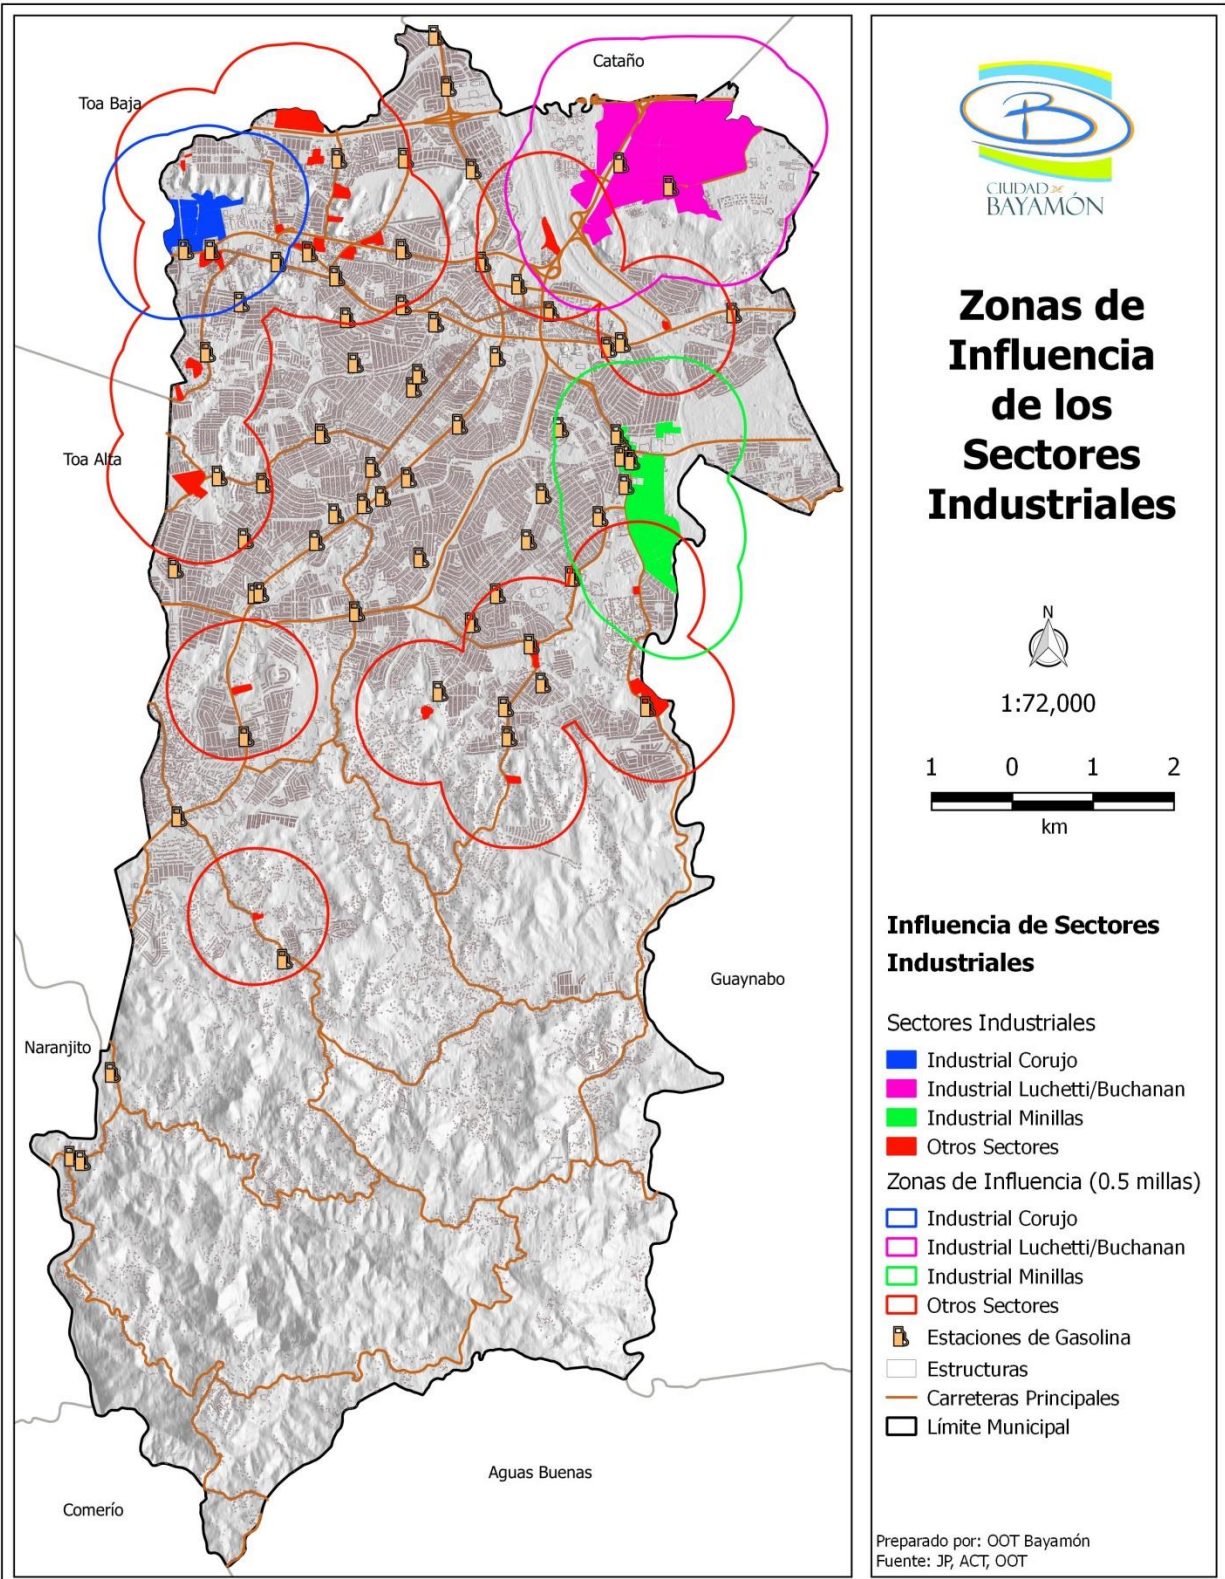 Cataño
Toa Baja
Toa Alta
Guaynabo
Naranjito
Aguas Buenas
Comerío
B
CIUDAD DE
BAYAMÓN
Zonas de
Influencia
de los
Sectores
Industriales
N
1:72,000
1 0 1 2
km
Influencia de Sectores
Industriales
Sectores Industriales
Industrial Corujo
Industrial Luchetti/Buchanan
Industrial Minillas
Otros Sectores
Zonas de Influencia (0.5 millas)
Industrial Corujo
Industrial Luchetti/Buchanan
Industrial Minillas
Otros Sectores
Estaciones de Gasolina
Estructuras
Carreteras Principales
Límite Municipal
Preparado por: OOT Bayamón
Fuente: JP, ACT, OOT